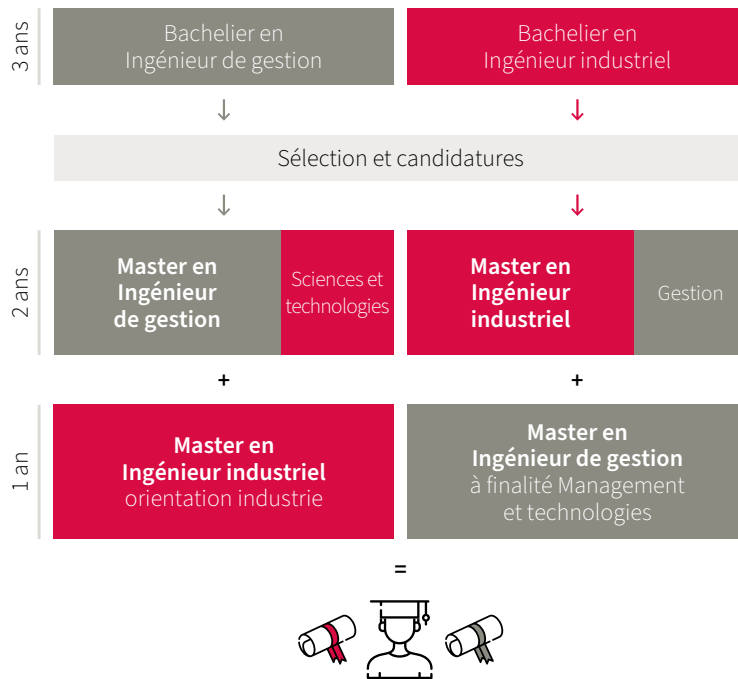 3 ans
Bachelier en
Ingénieur de gestion
Bachelier en
Ingénieur industriel
↓
↓
Sélection et candidatures
↓
↓
2 ans
Master en
Ingénieur
de gestion
Sciences et
technologies
Master en
Ingénieur
industriel
Gestion
+
+
1 an
Master en
Ingénieur industriel
orientation industrie
Master en
Ingénieur de gestion
à finalité Management
et technologies
=